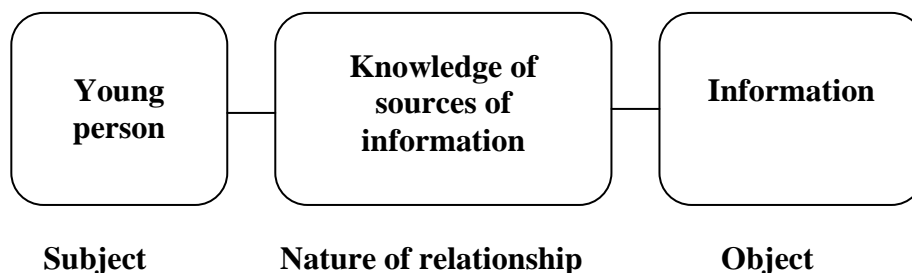 Young
person
Knowledge of
sources of
information
Information
Subject
Nature of relationship
Object